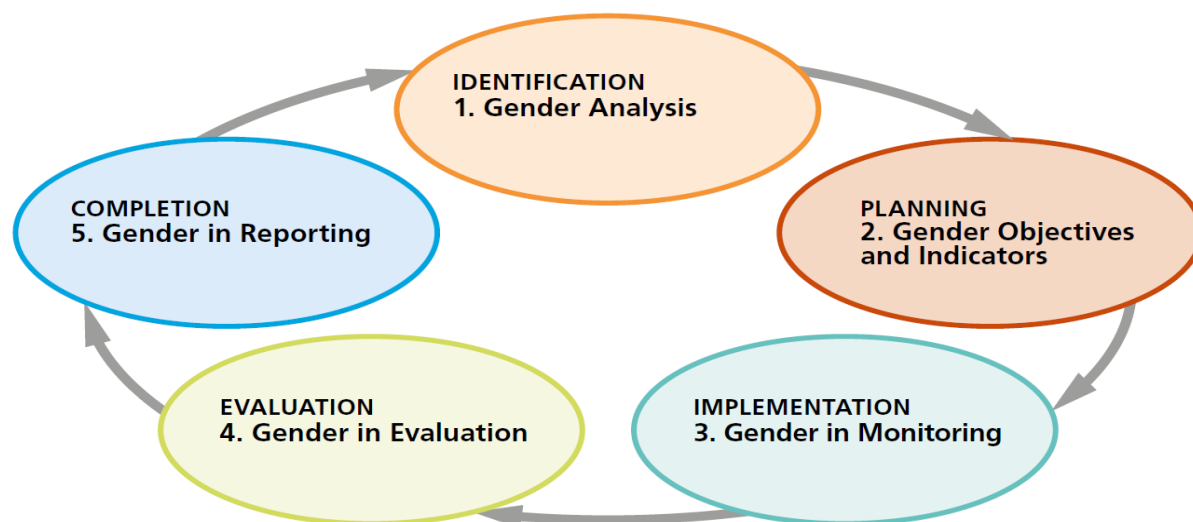 IDENTIFICATION
1. Gender Analysis
PLANNING
2. Gender Objectives
and Indicators
IMPLEMENTATION
3. Gender in Monitoring
EVALUATION
4. Gender in Evaluation
COMPLETION
5. Gender in Reporting